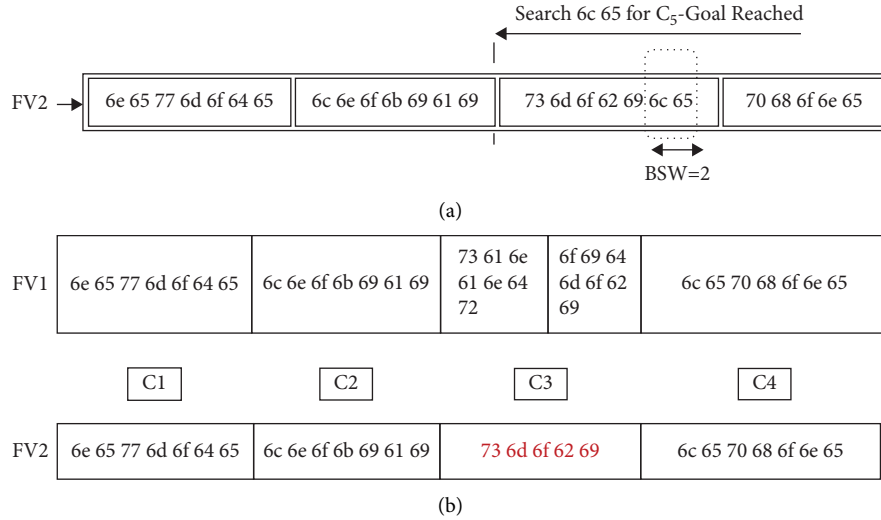 Search 6c 65 for C5-Goal Reached
FV2
6e 65 77 6d 6f 64 65
6c 6e 6f 6b 69 61 69
73 6d 6f 62 69 6c 65
70 68 6f 6e 65
BSW=2
(a)
FV1
6e 65 77 6d 6f 64 65
6c 6e 6f 6b 69 61 69
73 61 6e
61 6e 64
72
6f 69 64
6d 6f 62
69
6c 65 70 68 6f 6e 65
C1
C2
C3
C4
FV2
6e 65 77 6d 6f 64 65
6c 6e 6f 6b 69 61 69
73 6d 6f 62 69
6c 65 70 68 6f 6e 65
(b)